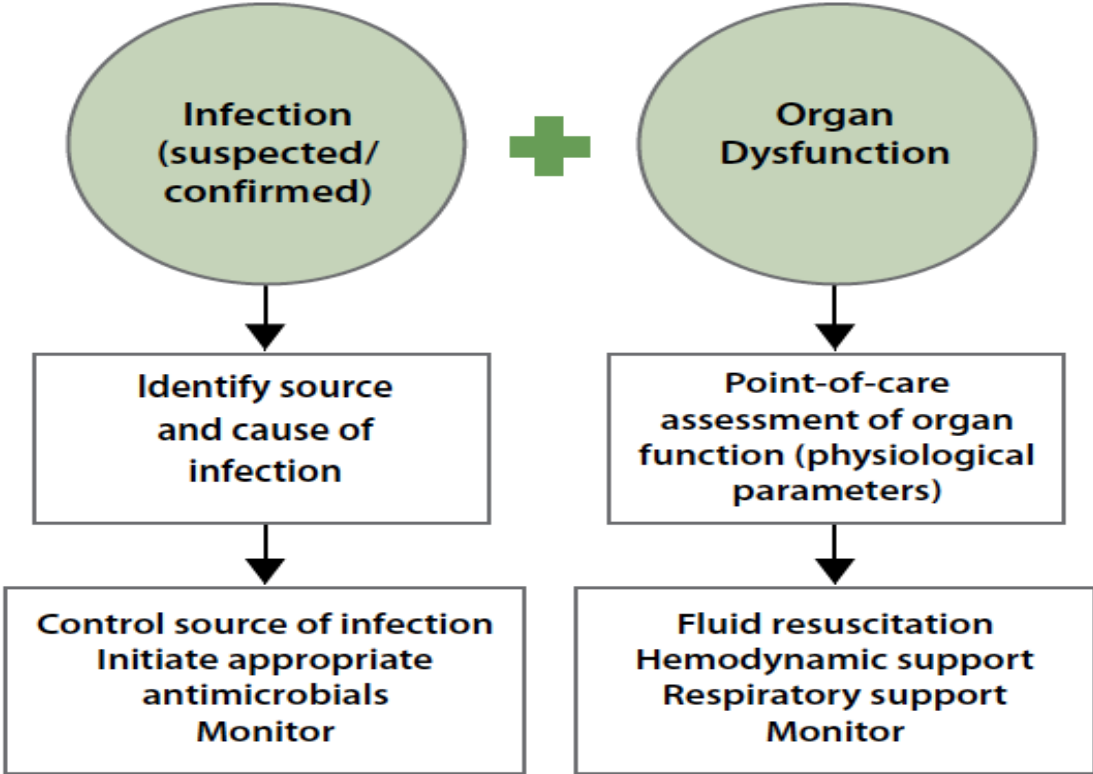 Infection
(suspected/
confirmed)
Organ
Dysfunction
Identify source
and cause of
infection
Point-of-care
assessment of organ
function (physiological
parameters)
Control source of infection
Initiate appropriate
antimicrobials
Monitor
Fluid resuscitation
Hemodynamic support
Respiratory support
Monitor